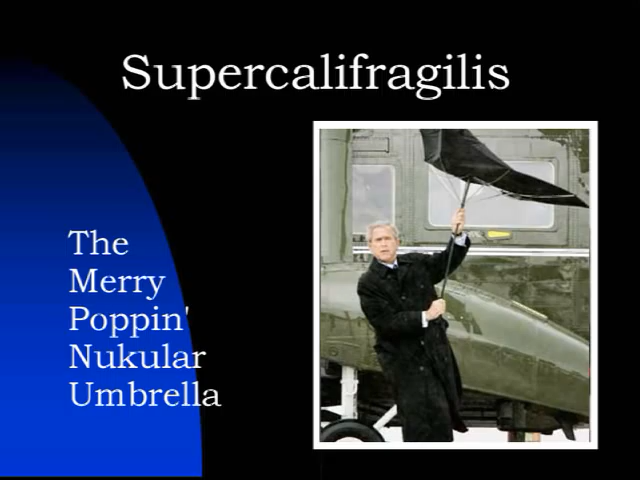 Supercalifragilis
The
Merry
Poppin'
Nukular
Umbrella